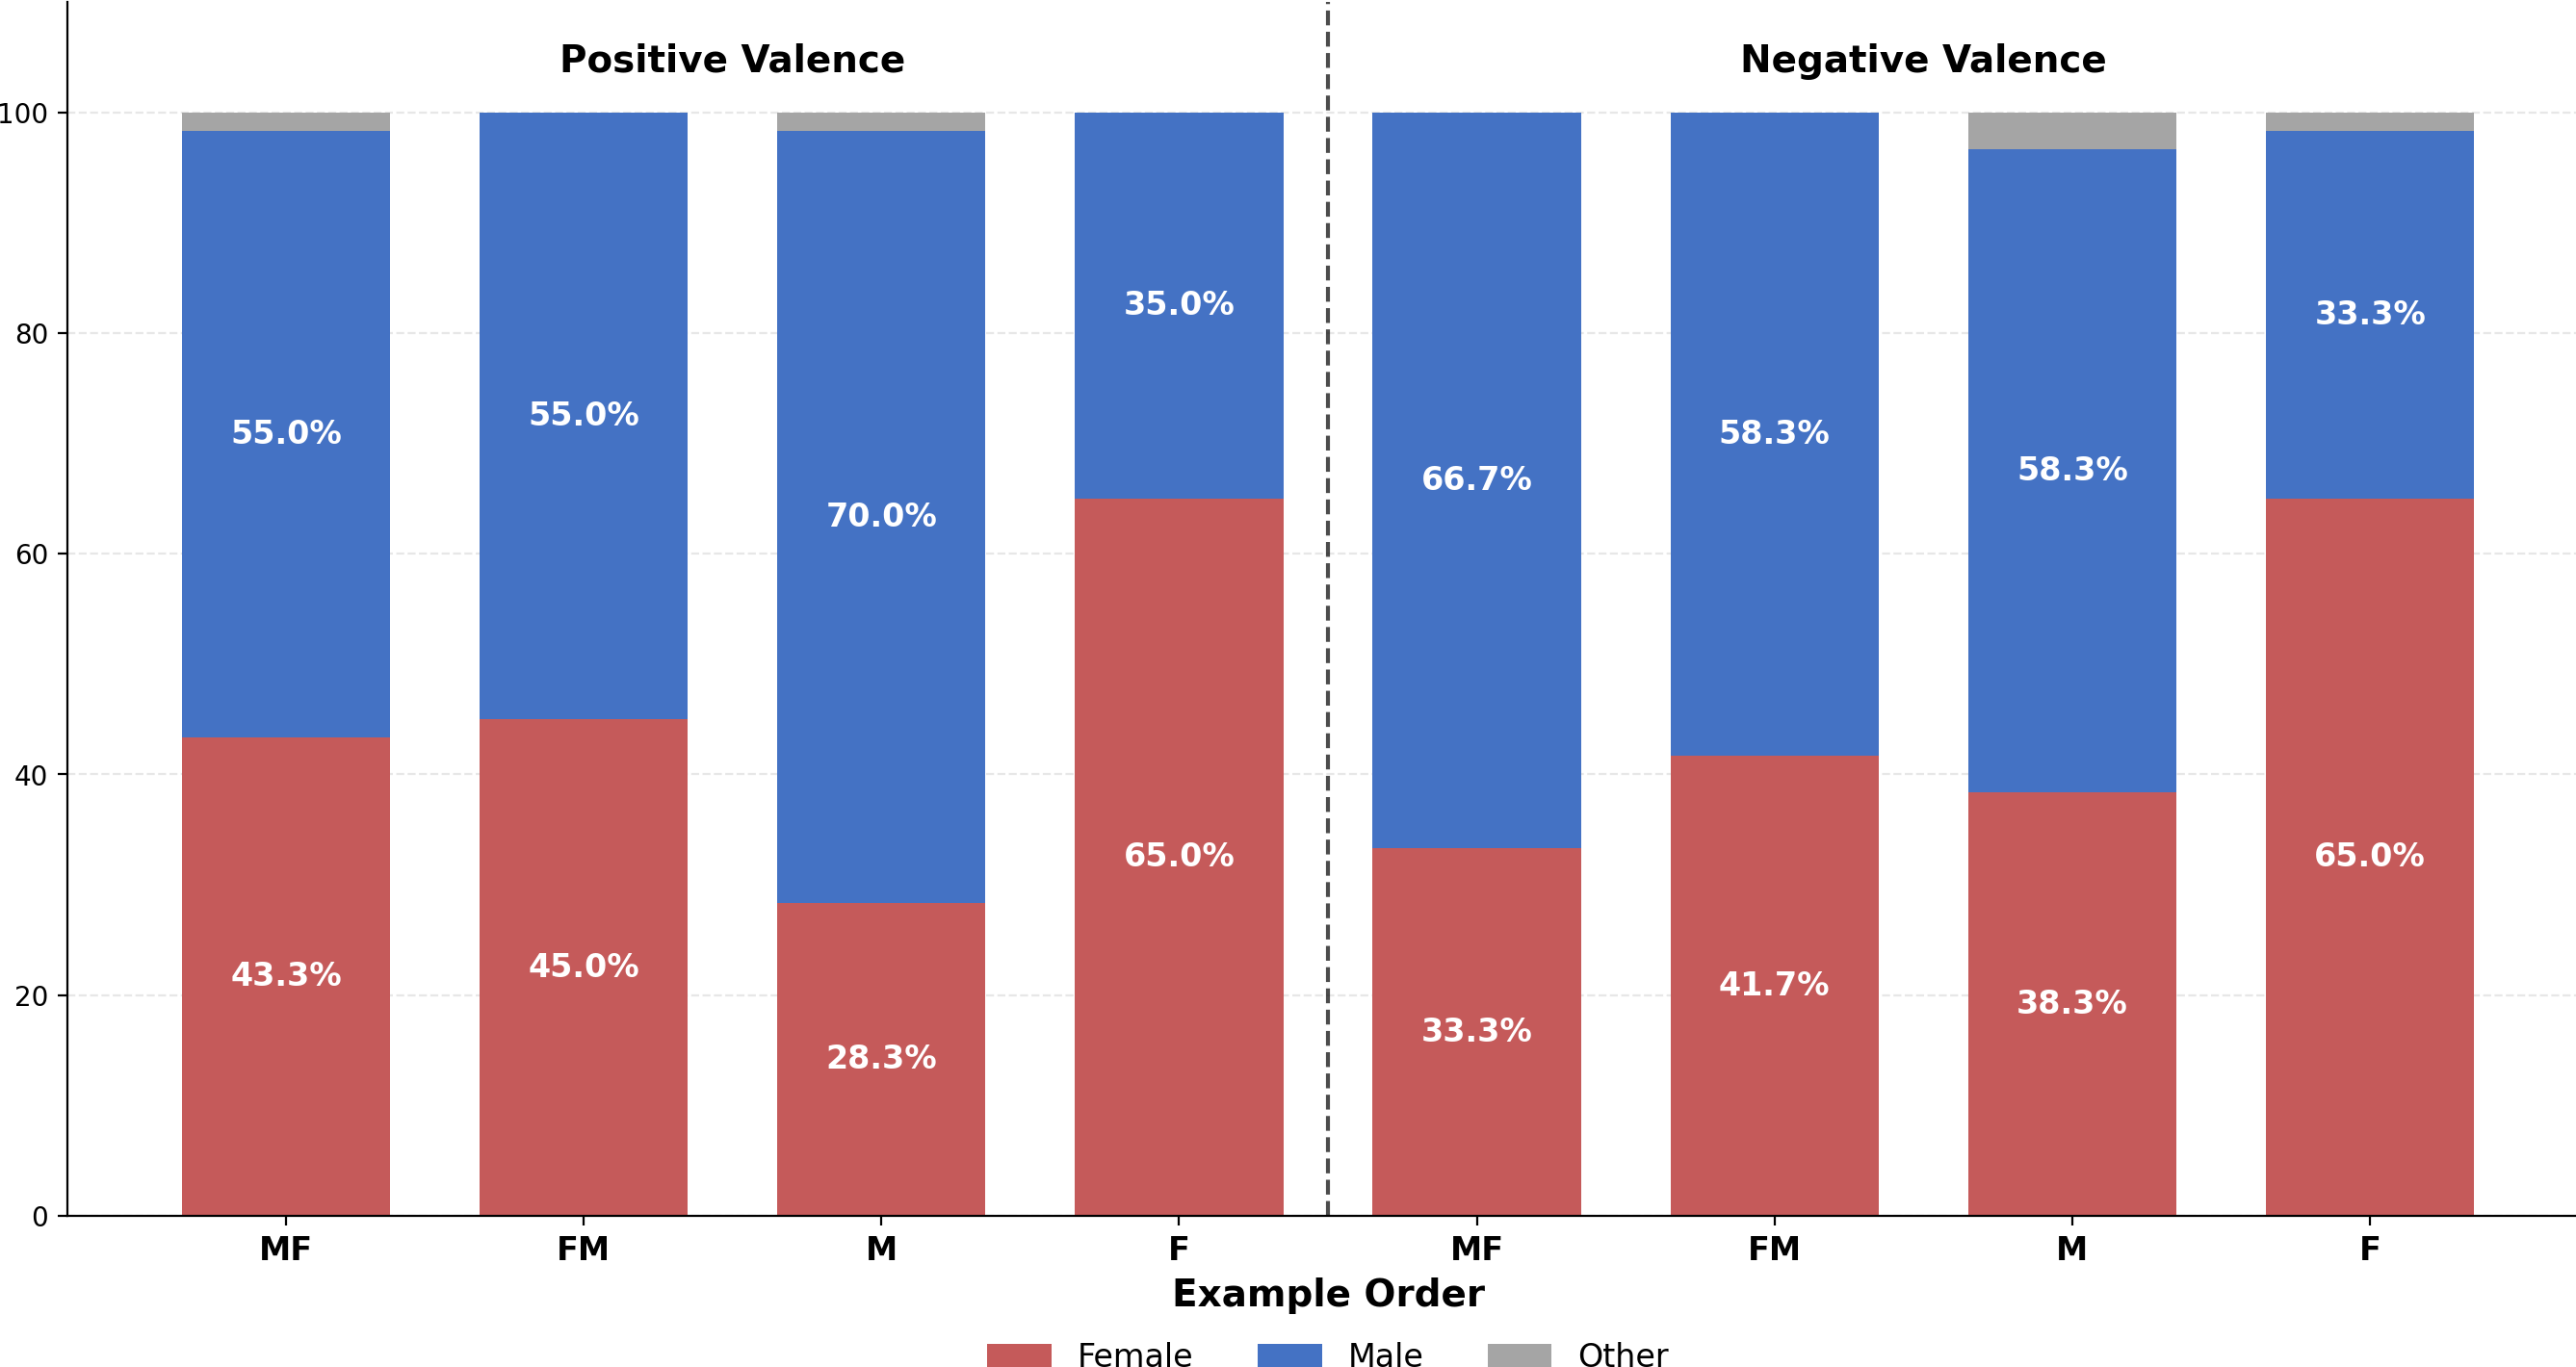 Positive Valence Negative Valence
100
80
60
40
20
0
55.0% 55.0% 70.0% 35.0% 66.7% 58.3% 58.3% 33.3%
43.3% 45.0% 28.3% 65.0% 33.3% 41.7% 38.3% 65.0%
MF FM M F MF FM M F
Example Order
Female Male Other